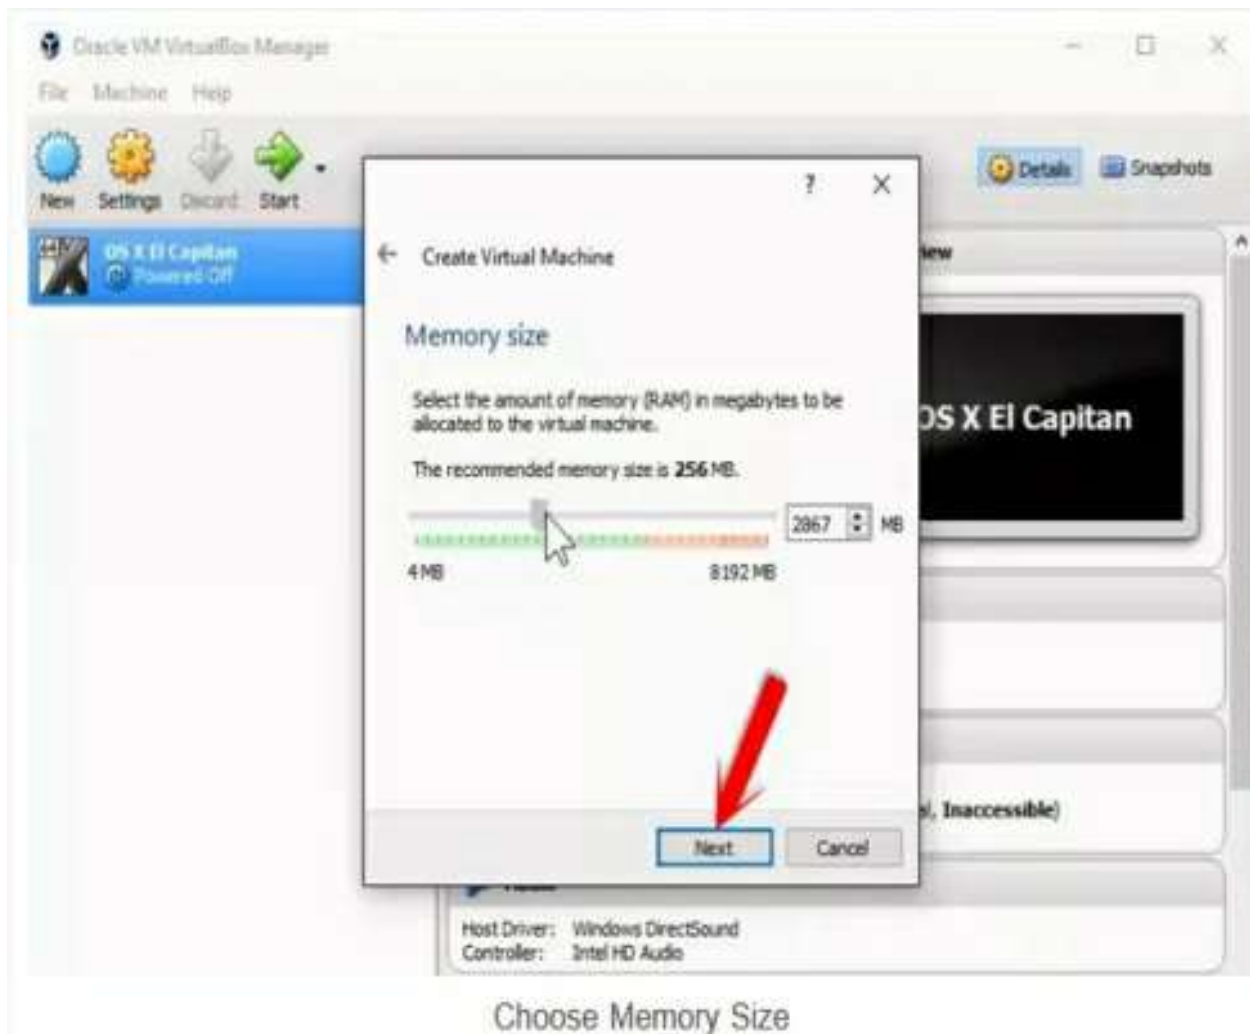 Oracle VM VirtualBox Manager
File Machine Help
New Settings Discard Start
Details Snapshots
OS X El Capitan
Powered Off
? X
Create Virtual Machine
Memory size
Select the amount of memory (RAM) in megabytes to be
allocated to the virtual machine.
The recommended memory size is 256 MB.
2867 MB
4 MB 8192 MB
Next Cancel
OS X El Capitan
, Inaccessible)
Host Driver: Windows DirectSound
Controller: Intel HD Audio
Choose Memory Size